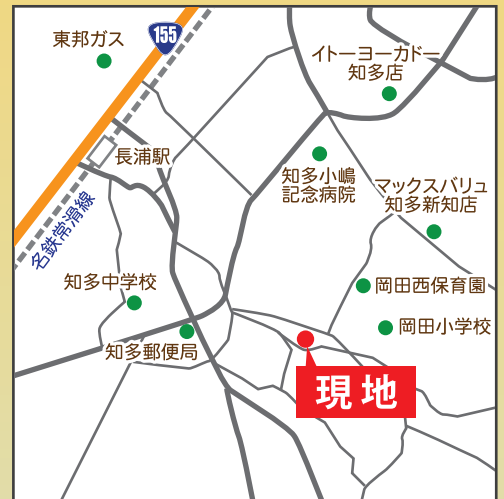 155
東邦ガス
イトーヨーカドー
知多店
長浦駅
知多小嶋
記念病院
マックスバリュ
知多新知店
名鉄常滑線
知多中学校
岡田西保育園
岡田小学校
知多郵便局
現地